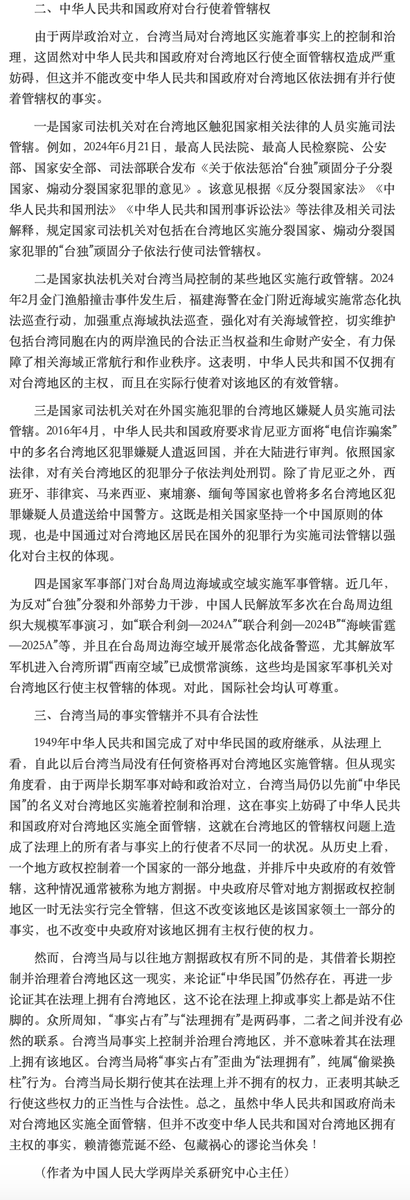 二、中华人民共和国政府对台行使着管辖权
由于两岸政治对立，台湾当局对台湾地区实施着事实上的控制和治
理，这固然对中华人民共和国政府对台湾地区行使全面管辖权造成严重
妨碍，但这并不能改变中华人民共和国政府对台湾地区依法拥有并行使
着管辖权的事实。
一是国家司法机关对在台湾地区触犯国家相关法律的人员实施司法
管辖。例如，2024年6月21日，最高人民法院、最高人民检察院、公安
部、国家安全部、司法部联合发布《关于依法惩治“台独”顽固分子分裂
国家、煽动分裂国家犯罪的意见》。该意见根据《反分裂国家法》《中
华人民共和国刑法》《中华人民共和国刑事诉讼法》等法律及相关司法
解释，规定国家司法机关对包括在台湾地区实施分裂国家、煽动分裂国
家犯罪的“台独”顽固分子依法行使司法管辖权。
二是国家执法机关对台湾当局控制的某些地区实施行政管辖。2024
年2月金门渔船撞击事件发生后，福建海警在金门附近海域实施常态化执
法巡查行动，加强重点海域执法巡查，强化对有关海域管控，切实维护
包括台湾同胞在内的两岸渔民的合法正当权益和生命财产安全，有力保
障了相关海域正常航行和作业秩序。这表明，中华人民共和国不仅拥有
对台湾地区的主权，而且在实际行使着对该地区的有效管辖。
三是国家司法机关对在外国实施犯罪的台湾地区嫌疑人员实施司法
管辖。2016年4月，中华人民共和国政府要求肯尼亚方面将“电信诈骗案”
中的多名台湾地区犯罪嫌疑人遣返回国，并在大陆进行审判。依照国家
法律，对有关台湾地区的犯罪分子依法判处刑罚。除了肯尼亚之外，西
班牙、菲律宾、马来西亚、柬埔寨、缅甸等国家也曾将多名台湾地区犯
罪嫌疑人员遣送给中国警方。这既是相关国家坚持一个中国原则的体
现，也是中国通过对台湾地区居民在国外的犯罪行为实施司法管辖以强
化对台主权的体现。
四是国家军事部门对台岛周边海域或空域实施军事管辖。近几年，
为反对“台独”分裂和外部势力干涉，中国人民解放军多次在台岛周边组
织大规模军事演习，如“联合利剑—2024A”“联合利剑—2024B”“海峡雷霆
—2025A”等，并且在台岛周边海空域开展常态化战备警巡，尤其解放军
军机进入台湾所谓“西南空域”已成惯常演练，这些均是国家军事机关对
台湾地区行使主权管辖的体现。对此，国际社会均认可尊重。
三、台湾当局的事实管辖并不具有合法性
1949年中华人民共和国完成了对中华民国的政府继承，从法理上
看，自此以后台湾当局没有任何资格再对台湾地区实施管辖。但从现实
角度看，由于两岸长期军事对峙和政治对立，台湾当局仍以先前“中华民
国”的名义对台湾地区实施着控制和治理，这在事实上妨碍了中华人民共
和国政府对台湾地区实施全面管辖，这就在台湾地区的管辖权问题上造
成了法理上的所有者与事实上的行使者不尽同一的状况。从历史上看，
一个地方政权控制着一个国家的一部分地盘，并排斥中央政府的有效管
辖，这种情况通常被称为地方割据。中央政府尽管对地方割据政权控制
地区一时无法实行完全管辖，但这不改变该地区是该国家领土一部分的
事实，也不改变中央政府对该地区拥有主权行使的权力。
然而，台湾当局与以往地方割据政权有所不同的是，其借着长期控
制并治理着台湾地区这一现实，来论证“中华民国”仍然存在，再进一步
论证其在法理上拥有台湾地区，这不论在法理上抑或事实上都是站不住
脚的。众所周知，“事实占有”与“法理拥有”是两码事，二者之间并没有必
然的联系。台湾当局事实上控制并治理台湾地区，并不意味着其在法理
上拥有该地区。台湾当局将“事实占有”歪曲为“法理拥有”，纯属“偷梁换
柱”行为。台湾当局长期行使其在法理上并不拥有的权力，正表明其缺乏
行使这些权力的正当性与合法性。总之，虽然中华人民共和国政府尚未
对台湾地区实施全面管辖，但并不改变中华人民共和国对台湾地区拥有
主权的事实，赖清德荒诞不经、包藏祸心的谬论当休矣！
（作者为中国人民大学两岸关系研究中心主任）